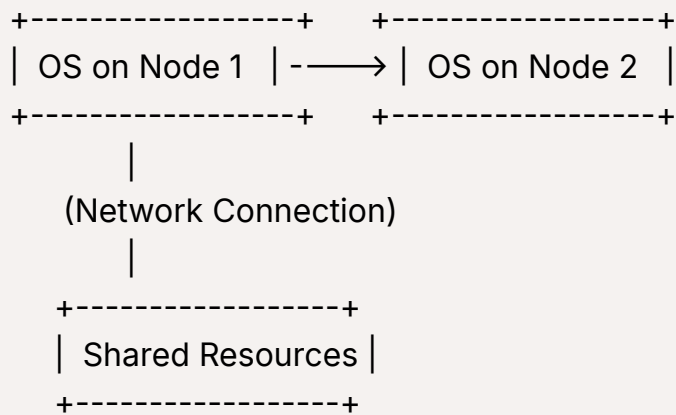 +------------------+    +------------------+
|  OS on Node 1  | ----> |  OS on Node 2  |
+------------------+    +------------------+
|
(Network Connection)
|
+------------------+
|  Shared Resources |
+------------------+